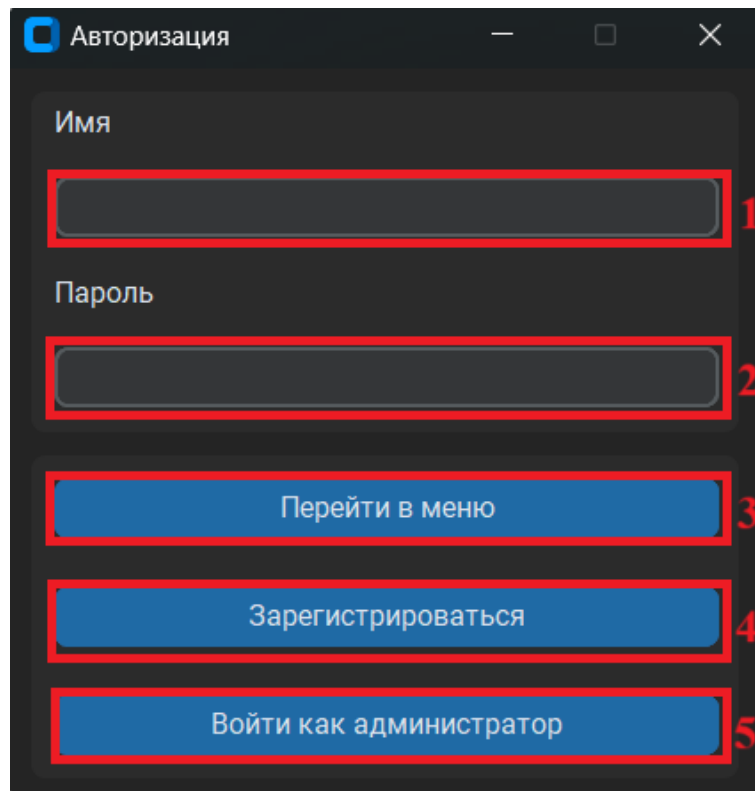 Авторизация
Имя
1
Пароль
2
Перейти в меню
3
Зарегистрироваться
4
Войти как администратор
5